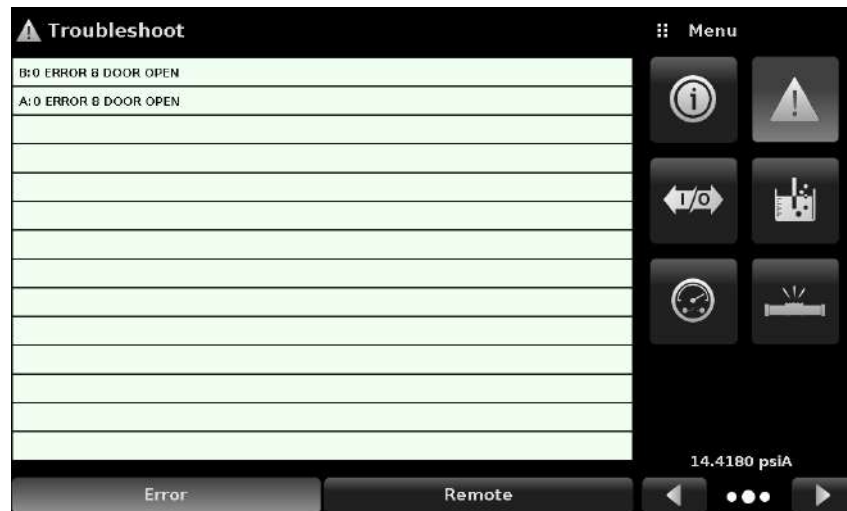 Troubleshoot
Menu
B:0 ERROR 8 DOOR OPEN
A:0 ERROR 8 DOOR OPEN
I/O
14.4180 psiA
Error
Remote